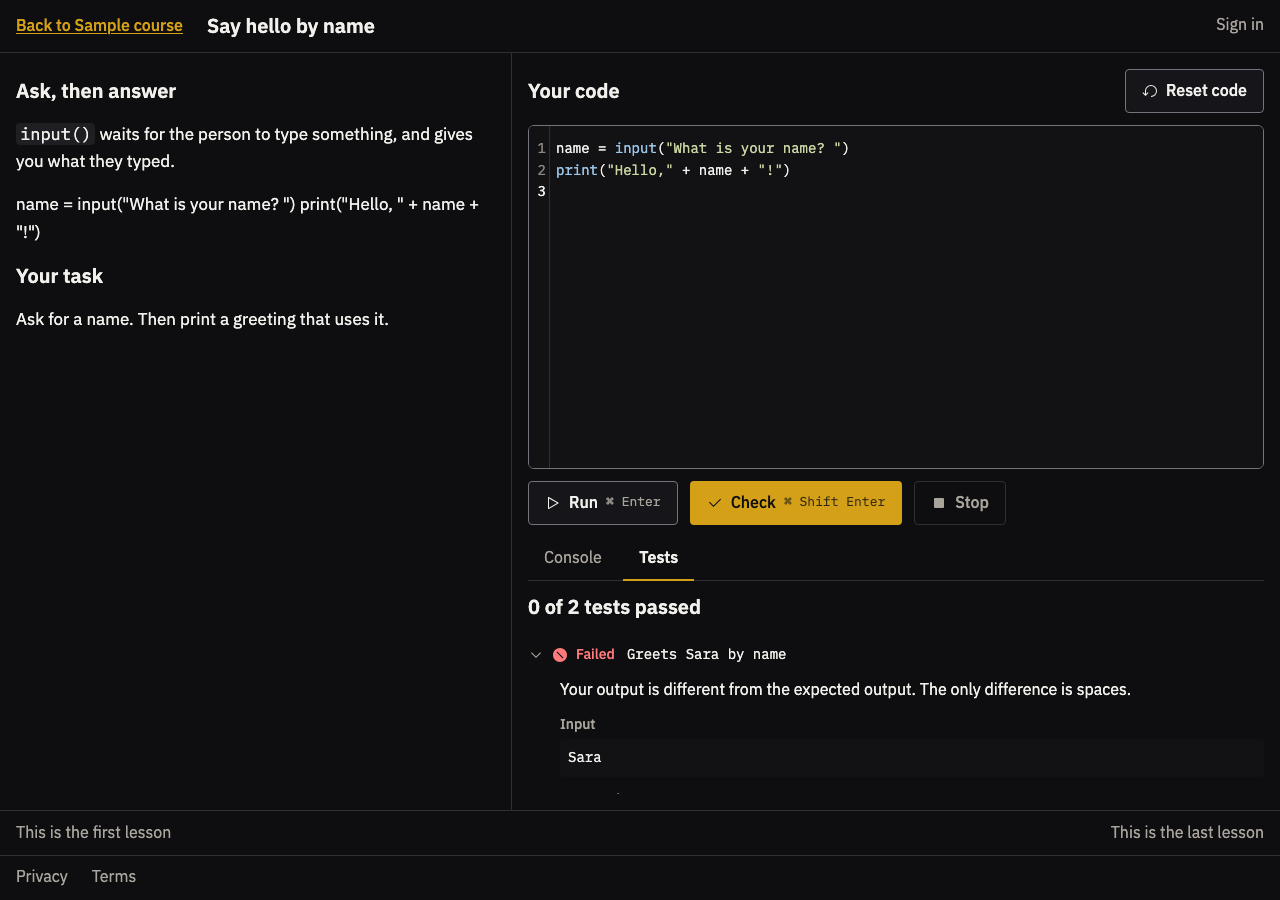 Back to Sample course
Say hello by name
Sign in
Ask, then answer
input() waits for the person to type something, and gives
you what they typed.
name = input("What is your name? ") print("Hello, " + name +
"!")
Your task
Ask for a name. Then print a greeting that uses it.
Your code
Reset code
1 name = input("What is your name? ")
2 print("Hello," + name + "!")
3
Run ⌘ Enter
Check ⌘ Shift Enter
Stop
Console
Tests
0 of 2 tests passed
Failed Greets Sara by name
Your output is different from the expected output. The only difference is spaces.
Input
Sara
This is the first lesson
This is the last lesson
Privacy
Terms